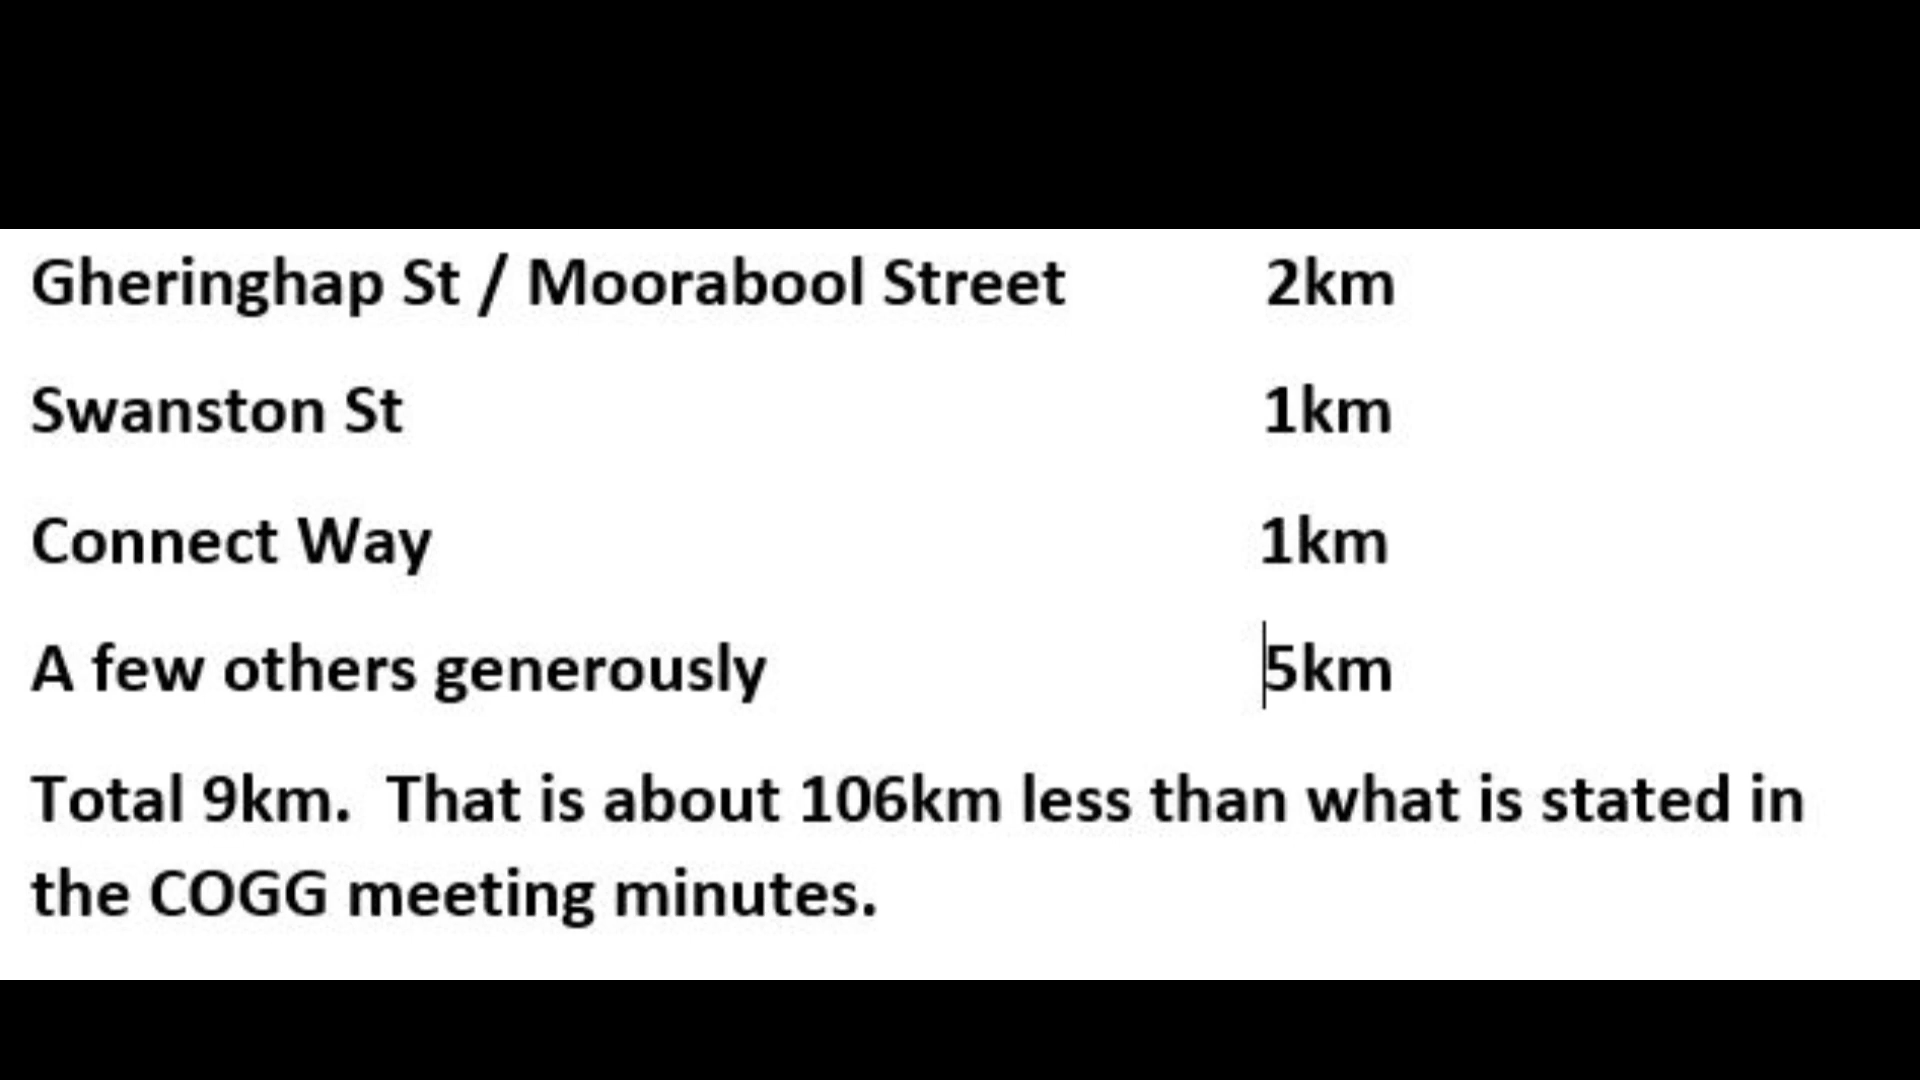 Gheringhap St / Moorabool Street 2km
Swanston St 1km
Connect Way 1km
A few others generously 5km
Total 9km. That is about 106km less than what is stated in
the COGG meeting minutes.